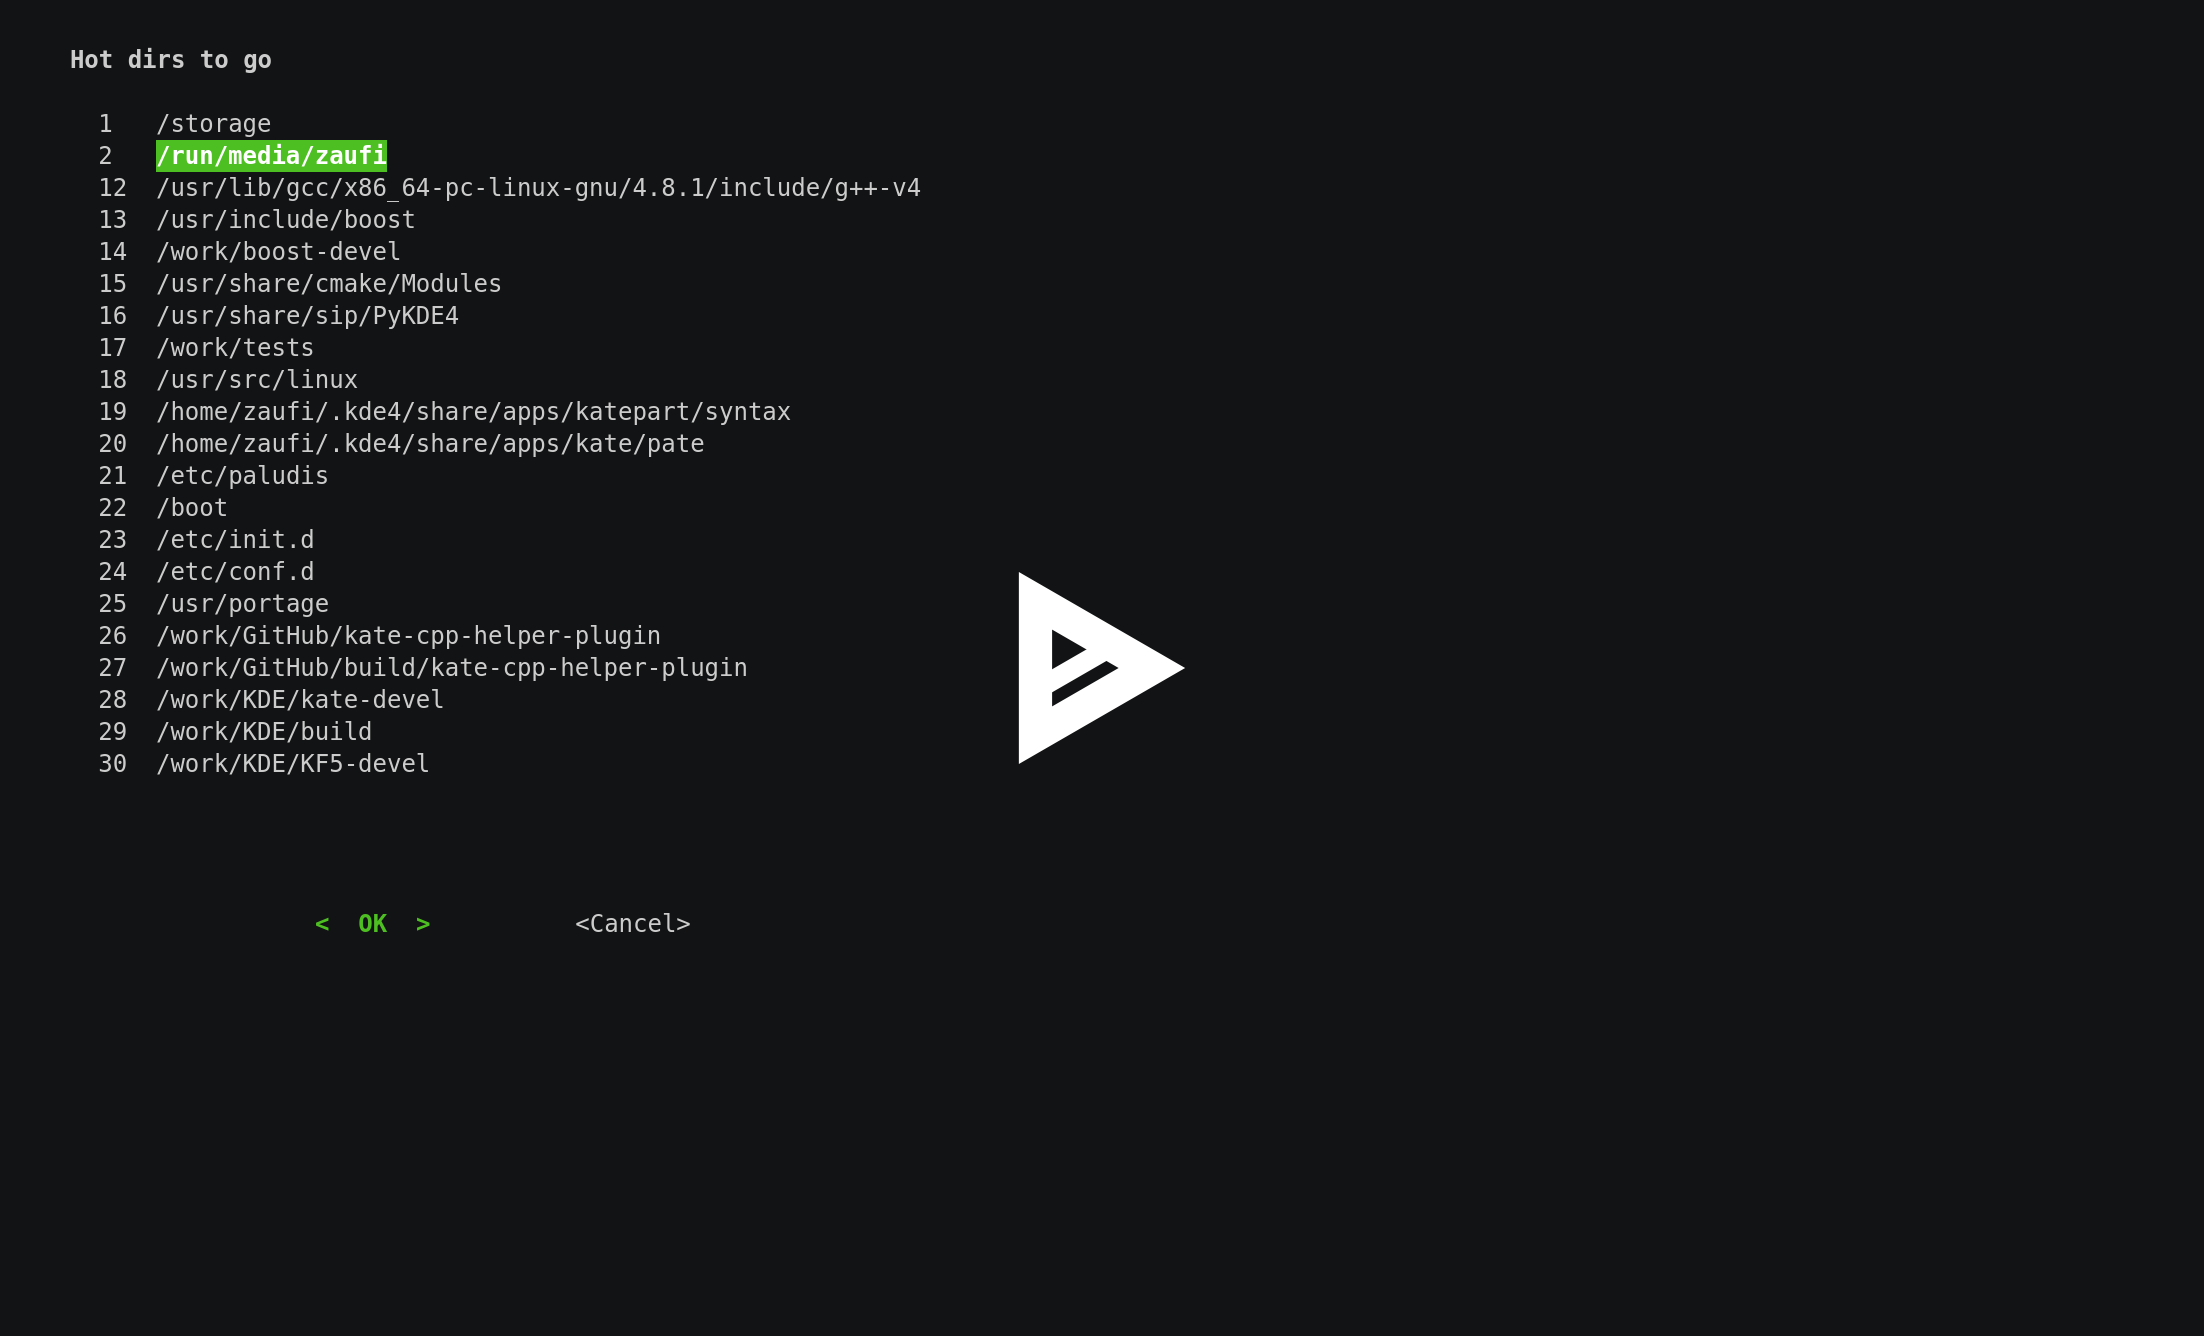 Hot dirs to go
1 /storage
2 /run/media/zaufi
12 /usr/lib/gcc/x86_64-pc-linux-gnu/4.8.1/include/g++-v4
13 /usr/include/boost
14 /work/boost-devel
15 /usr/share/cmake/Modules
16 /usr/share/sip/PyKDE4
17 /work/tests
18 /usr/src/linux
19 /home/zaufi/.kde4/share/apps/katepart/syntax
20 /home/zaufi/.kde4/share/apps/kate/pate
21 /etc/paludis
22 /boot
23 /etc/init.d
24 /etc/conf.d
25 /usr/portage
26 /work/GitHub/kate-cpp-helper-plugin
27 /work/GitHub/build/kate-cpp-helper-plugin
28 /work/KDE/kate-devel
29 /work/KDE/build
30 /work/KDE/KF5-devel
< OK > <Cancel>